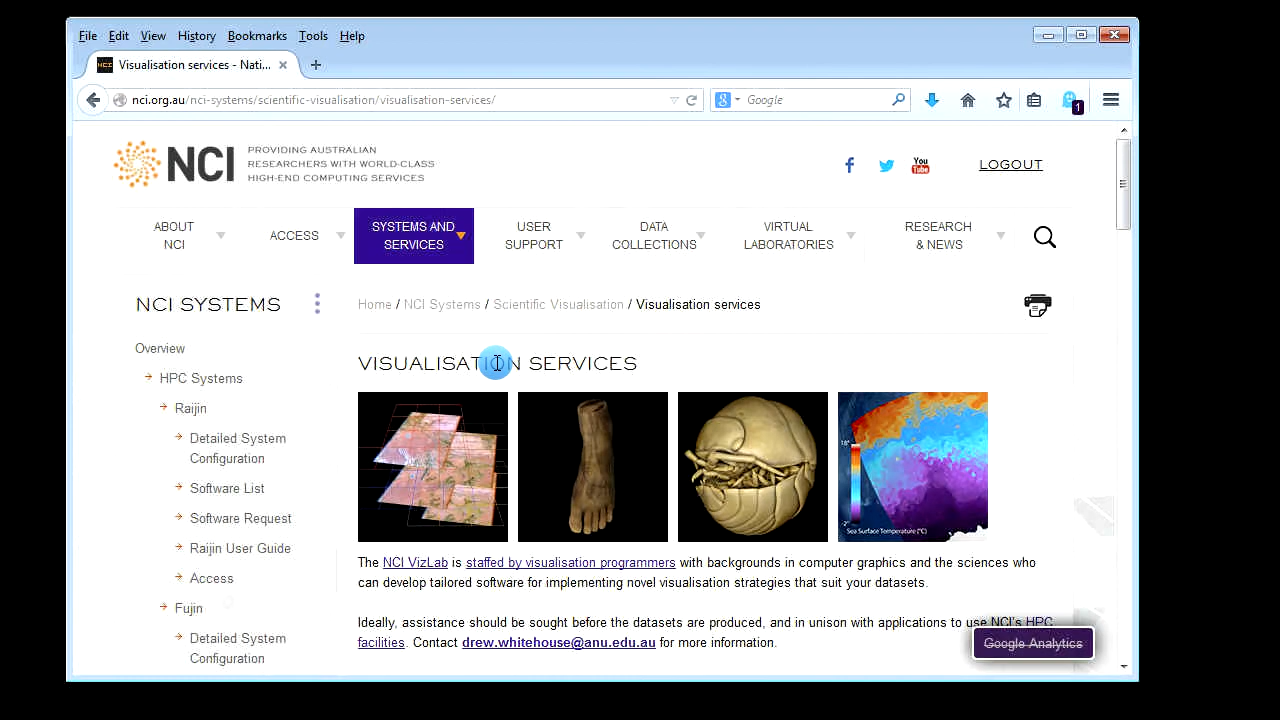 File Edit View History Bookmarks Tools Help
NCI Visualisation services - Nati...
nci.org.au/nci-systems/scientific-visualisation/visualisation-services/
8 Google
1
NCI
PROVIDING AUSTRALIAN
RESEARCHERS WITH WORLD-CLASS
HIGH-END COMPUTING SERVICES
f You Tube LOGOUT
ABOUT NCI
ACCESS
SYSTEMS AND SERVICES
USER SUPPORT
DATA COLLECTIONS
VIRTUAL LABORATORIES
RESEARCH & NEWS
NCI SYSTEMS
Home / NCI Systems / Scientific Visualisation / Visualisation services
Overview
HPC Systems
Raijin
Detailed System
Configuration
Software List
Software Request
Raijin User Guide
Access
Fujin
Detailed System
Configuration
VISUALISATION SERVICES
18°
-2°
Sea Surface Temperature (°C)
The NCI VizLab is staffed by visualisation programmers with backgrounds in computer graphics and the sciences who
can develop tailored software for implementing novel visualisation strategies that suit your datasets.
Ideally, assistance should be sought before the datasets are produced, and in unison with applications to use NCI's HPC
facilities. Contact drew.whitehouse@anu.edu.au for more information.
Google Analytics